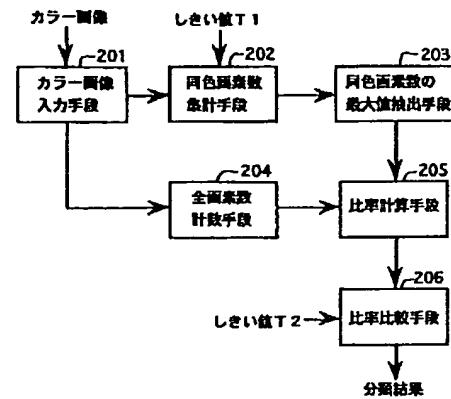 カラー画像
しきい値T1
201
202
203
カラー画像
入力手段
同色画素数
集計手段
同色画素数の
最大値抽出手段
204
205
全画素数
計数手段
比率計算手段
206
しきい値T2
比率比較手段
分類結果